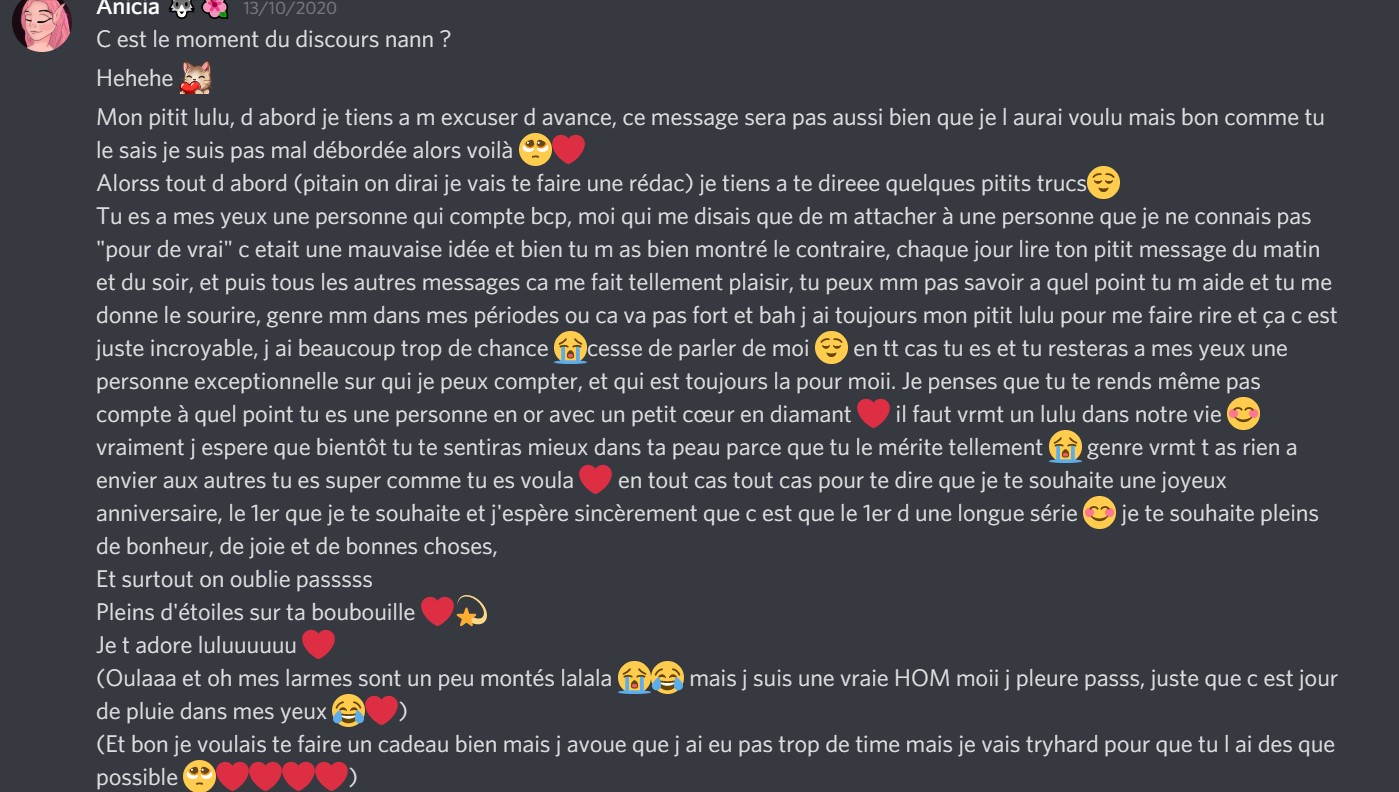 Anicia 🐺 🌺 13/10/2020
C est le moment du discours nann ?
Hehehe
Mon pitit lulu, d abord je tiens a m excuser d avance, ce message sera pas aussi bien que je l aurai voulu mais bon comme tu
le sais je suis pas mal débordée alors voilà 🥺❤️
Alorss tout d abord (pitain on dirai je vais te faire une rédac) je tiens a te direee quelques pitits trucs😌
Tu es a mes yeux une personne qui compte bcp, moi qui me disais que de m attacher à une personne que je ne connais pas
"pour de vrai" c etait une mauvaise idée et bien tu m as bien montré le contraire, chaque jour lire ton pitit message du matin
et du soir, et puis tous les autres messages ca me fait tellement plaisir, tu peux mm pas savoir a quel point tu m aide et tu me
donne le sourire, genre mm dans mes périodes ou ca va pas fort et bah j ai toujours mon pitit lulu pour me faire rire et ça c est
juste incroyable, j ai beaucoup trop de chance 😭cesse de parler de moi 😌 en tt cas tu es et tu resteras a mes yeux une
personne exceptionnelle sur qui je peux compter, et qui est toujours la pour moii. Je penses que tu te rends même pas
compte à quel point tu es une personne en or avec un petit cœur en diamant ❤️ il faut vrmt un lulu dans notre vie 😊
vraiment j espere que bientôt tu te sentiras mieux dans ta peau parce que tu le mérite tellement 😭 genre vrmt t as rien a
envier aux autres tu es super comme tu es voula ❤️ en tout cas tout cas pour te dire que je te souhaite une joyeux
anniversaire, le 1er que je te souhaite et j'espère sincèrement que c est que le 1er d une longue série 😊 je te souhaite pleins
de bonheur, de joie et de bonnes choses,
Et surtout on oublie passsss
Pleins d'étoiles sur ta boubouille ❤️💫
Je t adore luluuuuuu ❤️
(Oulaaa et oh mes larmes sont un peu montés lalala 😭😂 mais j suis une vraie HOM moii j pleure passs, juste que c est jour
de pluie dans mes yeux 😂❤️)
(Et bon je voulais te faire un cadeau bien mais j avoue que j ai eu pas trop de time mais je vais tryhard pour que tu l ai des que
possible 🥺❤️❤️❤️❤️)